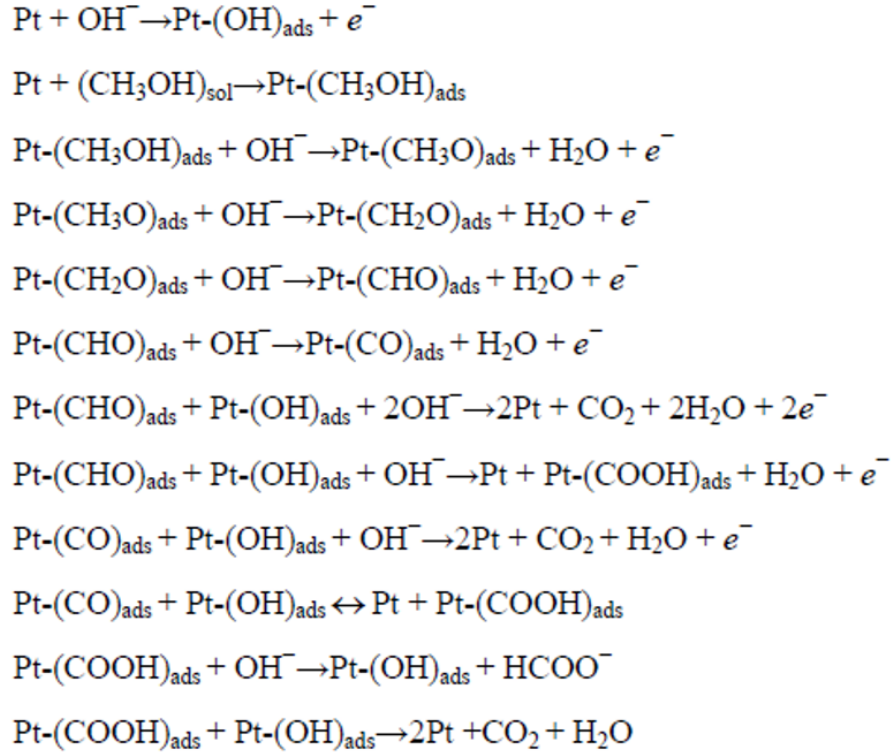 Pt + OH⁻→Pt-(OH)ads + e⁻
Pt + (CH₃OH)sol→Pt-(CH₃OH)ads
Pt-(CH₃OH)ads + OH⁻→Pt-(CH₃O)ads + H₂O + e⁻
Pt-(CH₃O)ads + OH⁻→Pt-(CH₂O)ads + H₂O + e⁻
Pt-(CH₂O)ads + OH⁻→Pt-(CHO)ads + H₂O + e⁻
Pt-(CHO)ads + OH⁻→Pt-(CO)ads + H₂O + e⁻
Pt-(CHO)ads + Pt-(OH)ads + 2OH⁻→2Pt + CO₂ + 2H₂O + 2e⁻
Pt-(CHO)ads + Pt-(OH)ads + OH⁻→Pt + Pt-(COOH)ads + H₂O + e⁻
Pt-(CO)ads + Pt-(OH)ads + OH⁻→2Pt + CO₂ + H₂O + e⁻
Pt-(CO)ads + Pt-(OH)ads ↔ Pt + Pt-(COOH)ads
Pt-(COOH)ads + OH⁻→Pt-(OH)ads + HCOO⁻
Pt-(COOH)ads + Pt-(OH)ads→2Pt +CO₂ + H₂O